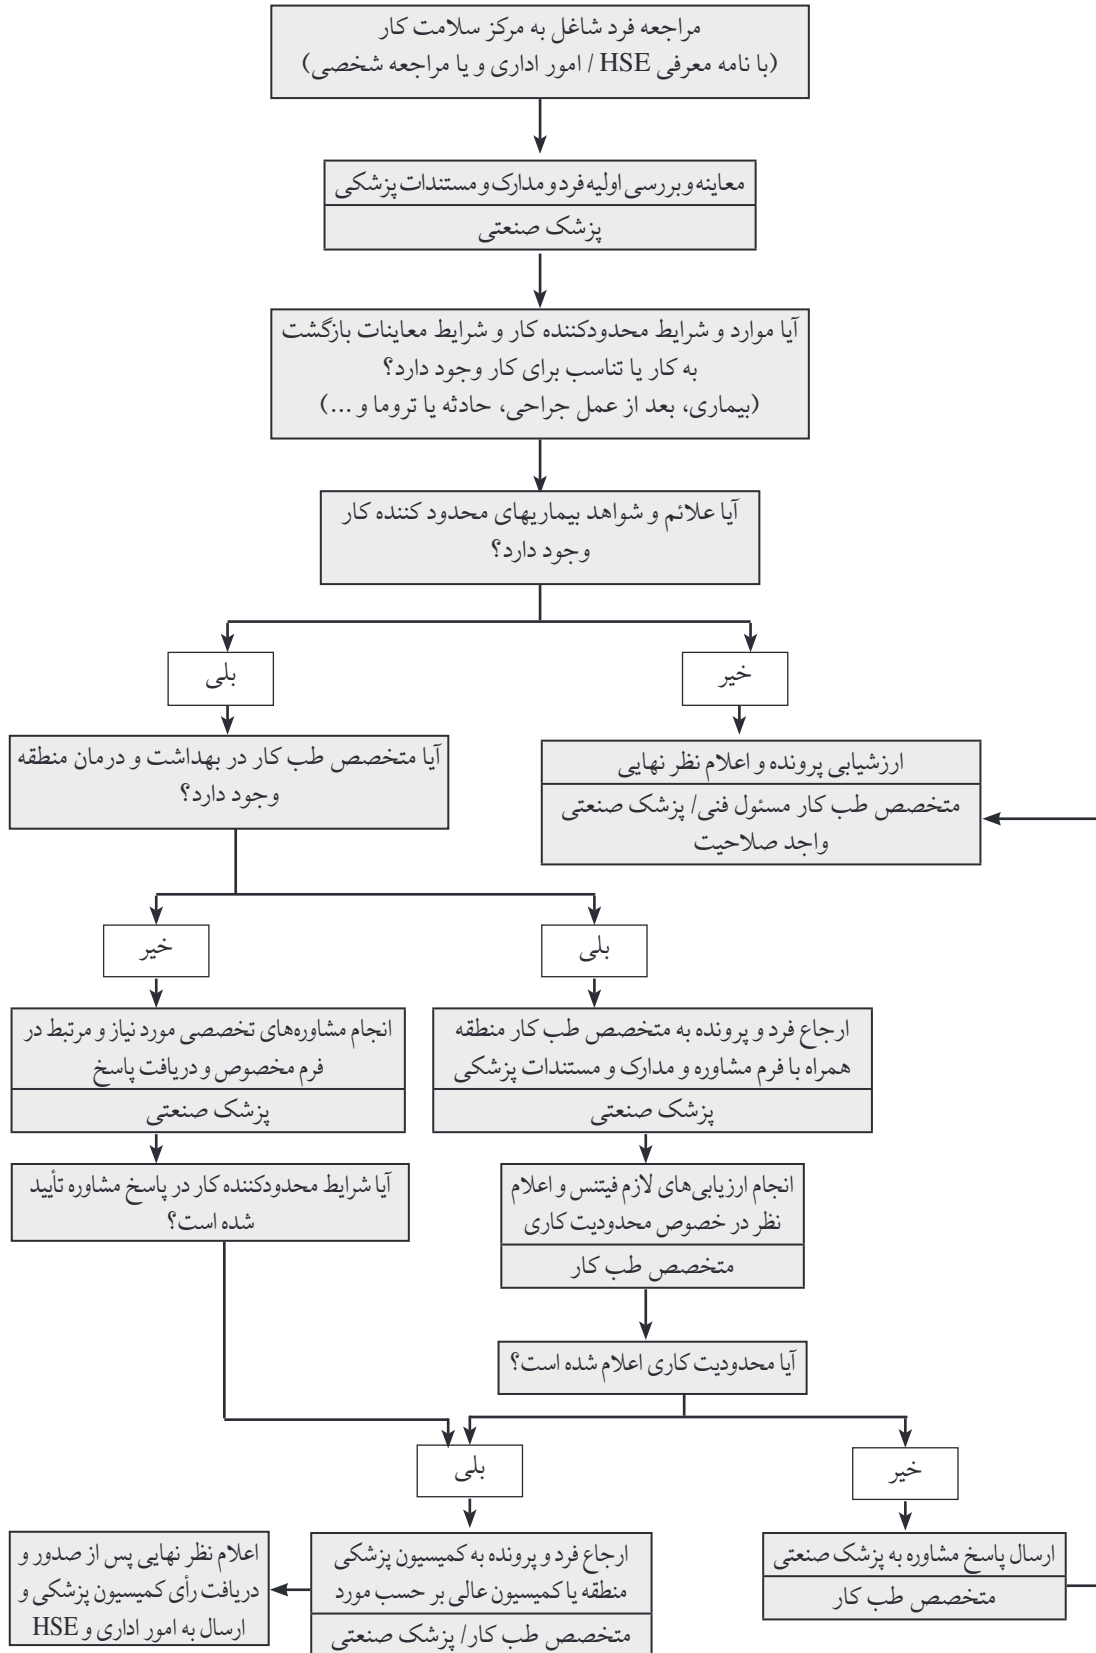 مراجعه فرد شاغل به مرکز سلامت کار
(با نامه معرفی HSE / امور اداری و یا مراجعه شخصی)
معاینه و بررسی اولیه فرد و مدارک و مستندات پزشکی
پزشک صنعتی
آیا موارد و شرایط محدودکننده کار و شرایط معاینات بازگشت
به کار یا تناسب برای کار وجود دارد؟
(بیماری، بعد از عمل جراحی، حادثه یا تروما و ...)
آیا علائم و شواهد بیماریهای محدود کننده کار
وجود دارد؟
خیر
بلی
ارزشیابی پرونده و اعلام نظر نهایی
متخصص طب کار مسئول فنی/ پزشک صنعتی
واجد صلاحیت
آیا متخصص طب کار در بهداشت و درمان منطقه
وجود دارد؟
بلی
خیر
ارجاع فرد و پرونده به متخصص طب کار منطقه
همراه با فرم مشاوره و مدارک و مستندات پزشکی
پزشک صنعتی
انجام مشاوره‌های تخصصی مورد نیاز و مرتبط در
فرم مخصوص و دریافت پاسخ
پزشک صنعتی
انجام ارزیابی‌های لازم فیتنس و اعلام
نظر در خصوص محدودیت کاری
متخصص طب کار
آیا شرایط محدودکننده کار در پاسخ مشاوره تأیید
شده است؟
آیا محدودیت کاری اعلام شده است؟
خیر
بلی
ارسال پاسخ مشاوره به پزشک صنعتی
متخصص طب کار
ارجاع فرد و پرونده به کمیسیون پزشکی
منطقه یا کمیسیون عالی بر حسب مورد
متخصص طب کار/ پزشک صنعتی
اعلام نظر نهایی پس از صدور و
دریافت رأی کمیسیون پزشکی و
ارسال به امور اداری و HSE